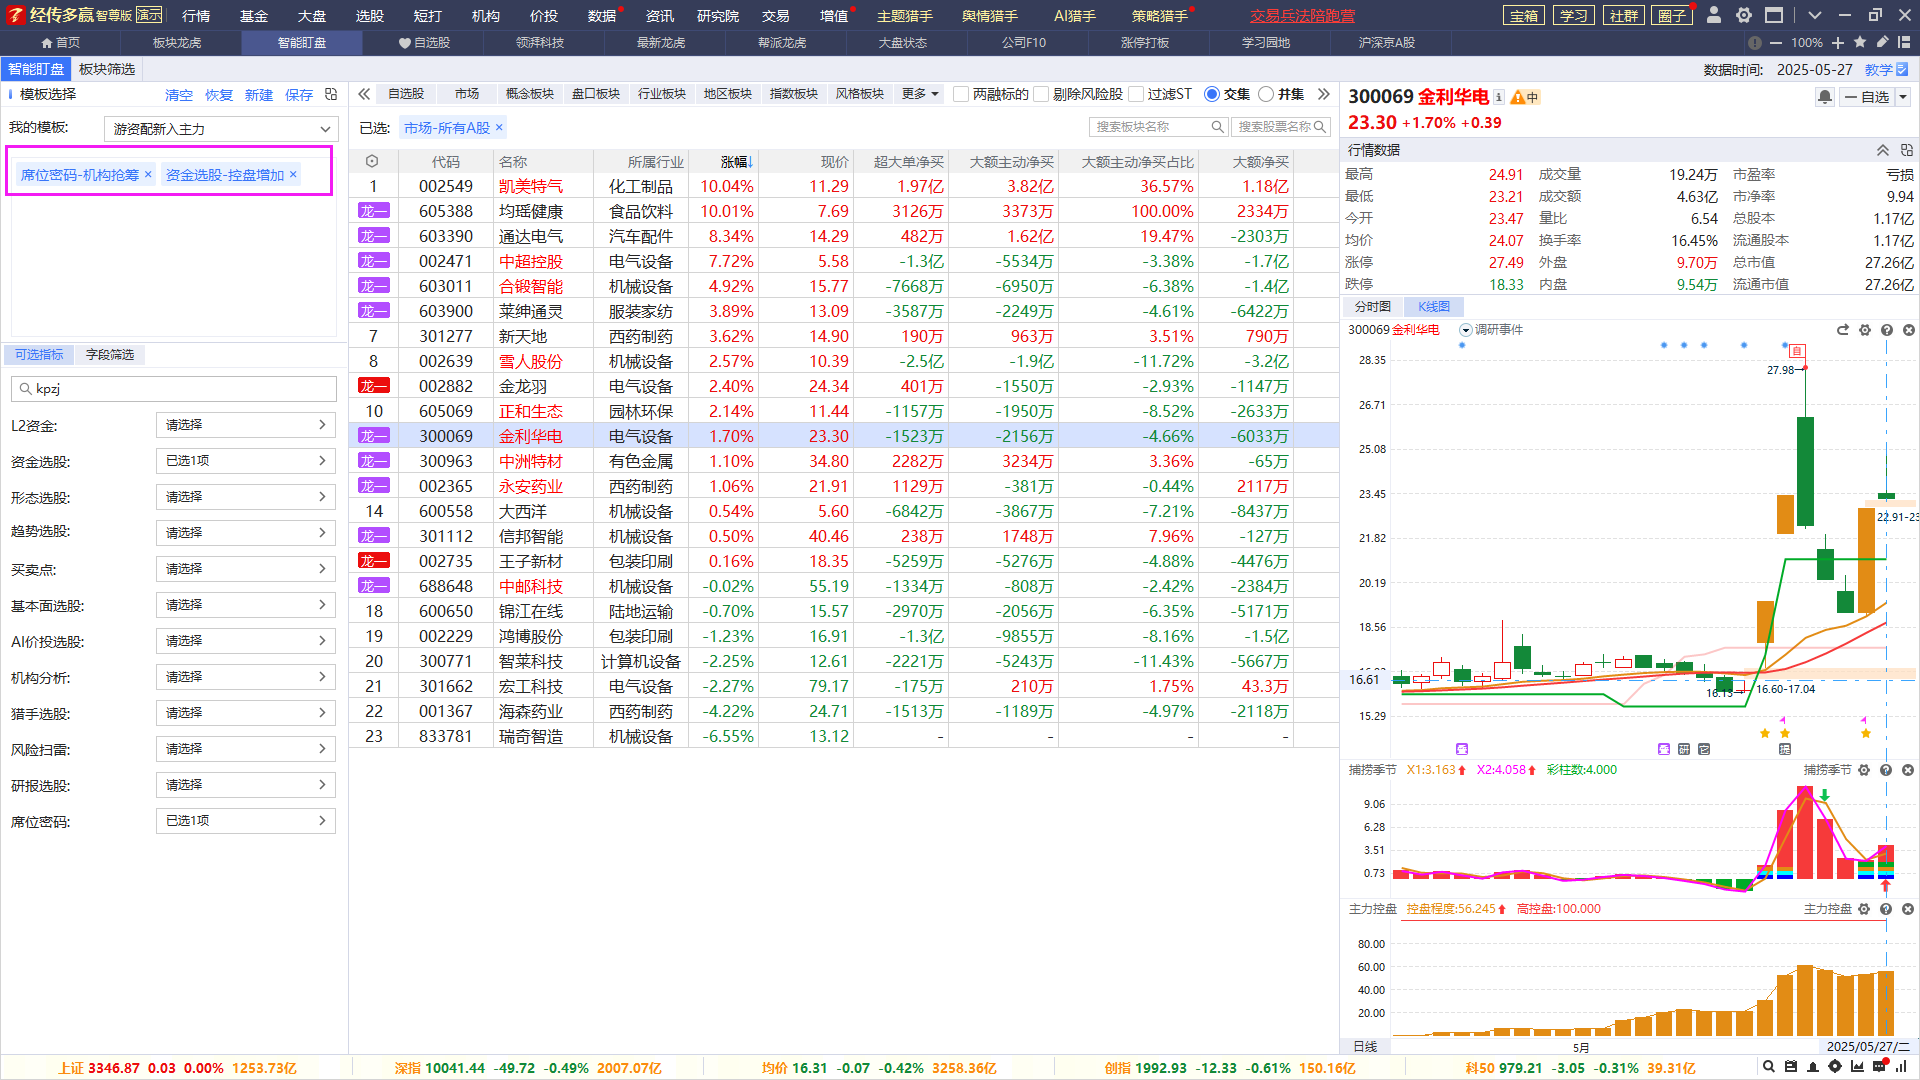 经传多赢 智尊版 演示 行情 基金 大盘 选股 短打 机构 价投 数据 资讯 研究院 交易 增值 主题猎手 舆情猎手 AI猎手 策略猎手 交易兵法陪跑营 宝箱 学习 社群 圈子
首页 板块龙虎 智能盯盘 自选股 领湃科技 最新龙虎 帮派龙虎 大盘状态 公司F10 涨停打板 学习园地 沪深京A股 100%
智能盯盘 板块筛选 数据时间: 2025-05-27 教学
模板选择 清空 恢复 新建 保存
我的模板: 游资配新入主力
席位密码-机构抢筹 × 资金选股-控盘增加 ×
可选指标 字段筛选
kpzj
L2资金: 请选择
资金选股: 已选1项
形态选股: 请选择
趋势选股: 请选择
买卖点: 请选择
基本面选股: 请选择
AI价投选股: 请选择
机构分析: 请选择
猎手选股: 请选择
风险扫雷: 请选择
研报选股: 请选择
席位密码: 已选1项
自选股 市场 概念板块 盘口板块 行业板块 地区板块 指数板块 风格板块 更多 两融标的 剔除风险股 过滤ST 交集 并集
已选: 市场-所有A股 × 搜索板块名称 搜索股票名称
代码 名称 所属行业 涨幅↓ 现价 超大单净买 大额主动净买 大额主动净买占比 大额净买
1 002549 凯美特气 化工制品 10.04% 11.29 1.97亿 3.82亿 36.57% 1.18亿
龙一 605388 均瑶健康 食品饮料 10.01% 7.69 3126万 3373万 100.00% 2334万
龙一 603390 通达电气 汽车配件 8.34% 14.29 482万 1.62亿 19.47% -2303万
龙一 002471 中超控股 电气设备 7.72% 5.58 -1.3亿 -5534万 -3.38% -1.7亿
龙一 603011 合锻智能 机械设备 4.92% 15.77 -7668万 -6950万 -6.38% -1.4亿
龙一 603900 莱绅通灵 服装家纺 3.89% 13.09 -3587万 -2249万 -4.61% -6422万
7 301277 新天地 西药制药 3.62% 14.90 190万 963万 3.51% 790万
8 002639 雪人股份 机械设备 2.57% 10.39 -2.5亿 -1.9亿 -11.72% -3.2亿
龙一 002882 金龙羽 电气设备 2.40% 24.34 401万 -1550万 -2.93% -1147万
10 605069 正和生态 园林环保 2.14% 11.44 -1157万 -1950万 -8.52% -2633万
龙一 300069 金利华电 电气设备 1.70% 23.30 -1523万 -2156万 -4.66% -6033万
龙一 300963 中洲特材 有色金属 1.10% 34.80 2282万 3234万 3.36% -65万
龙一 002365 永安药业 西药制药 1.06% 21.91 1129万 -381万 -0.44% 2117万
14 600558 大西洋 机械设备 0.54% 5.60 -6842万 -3867万 -7.21% -8437万
龙一 301112 信邦智能 机械设备 0.50% 40.46 238万 1748万 7.96% -127万
龙一 002735 王子新材 包装印刷 0.16% 18.35 -5259万 -5276万 -4.88% -4476万
龙一 688648 中邮科技 机械设备 -0.02% 55.19 -1334万 -808万 -2.42% -2384万
18 600650 锦江在线 陆地运输 -0.70% 15.57 -2970万 -2056万 -6.35% -5171万
19 002229 鸿博股份 包装印刷 -1.23% 16.91 -1.3亿 -9855万 -8.16% -1.5亿
20 300771 智莱科技 计算机设备 -2.25% 12.61 -2221万 -5243万 -11.43% -5667万
21 301662 宏工科技 电气设备 -2.27% 79.17 -175万 210万 1.75% 43.3万
22 001367 海森药业 西药制药 -4.22% 24.71 -1513万 -1189万 -4.97% -2118万
23 833781 瑞奇智造 机械设备 -6.55% 13.12 - - - -
300069 金利华电 中 自选
23.30 +1.70% +0.39
行情数据
最高 24.91 成交量 19.24万 市盈率 亏损
最低 23.21 成交额 4.63亿 市净率 9.94
今开 23.47 量比 6.54 总股本 1.17亿
均价 24.07 换手率 16.45% 流通股本 1.17亿
涨停 27.49 外盘 9.70万 总市值 27.26亿
跌停 18.33 内盘 9.54万 流通市值 27.26亿
分时图 K线图
300069 金利华电 调研事件
自
28.35
27.98
26.71
25.08
23.45
22.91-23
21.82
20.19
18.56
16.61
16.60-17.04
15.29
研 提
捕捞季节 X1:3.163 X2:4.058 彩柱数:4.000 捕捞季节
9.06
6.28
3.51
0.73
主力控盘 控盘程度:56.245 高控盘:100.000 主力控盘
80.00
60.00
40.00
20.00
日线 5月 2025/05/27/二
上证 3346.87 0.03 0.00% 1253.73亿 深指 10041.44 -49.72 -0.49% 2007.07亿 均价 16.31 -0.07 -0.42% 3258.36亿 创指 1992.93 -12.33 -0.61% 150.16亿 科50 979.21 -3.05 -0.31% 39.31亿